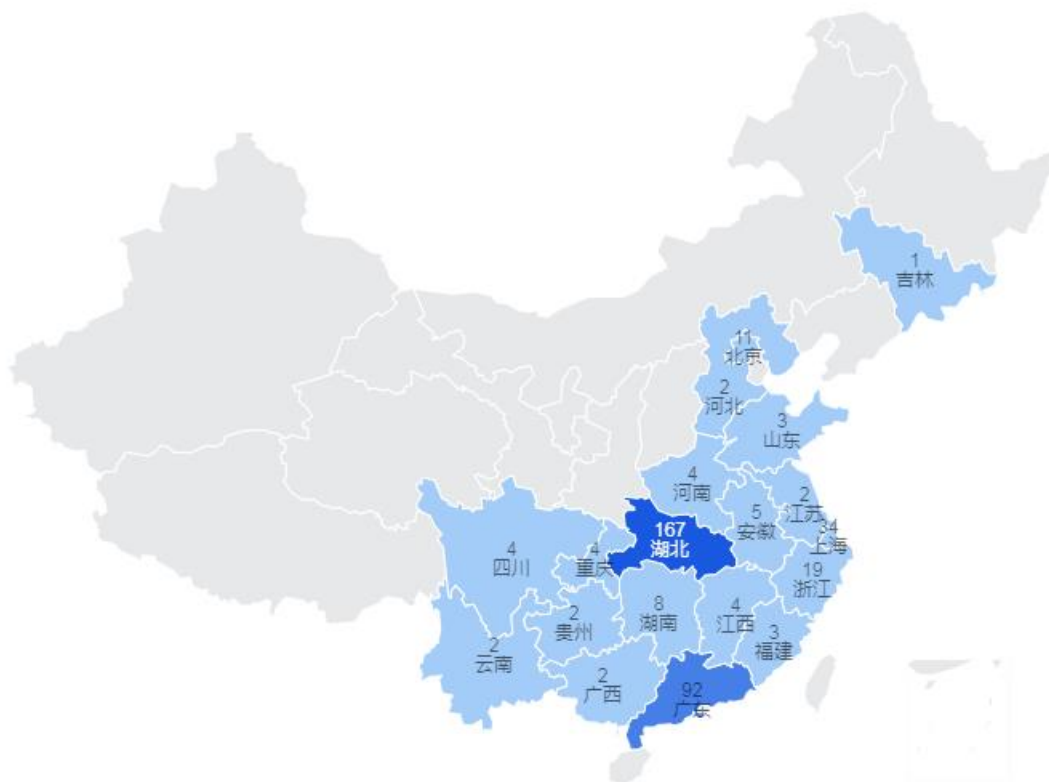 1
吉林
11
北京
2
河北
3
山东
4
河南
2
江苏
5
安徽
34
上海
167
湖北
4
四川
4
重庆
19
浙江
8
湖南
4
江西
2
贵州
3
福建
2
云南
2
广西
92
广东